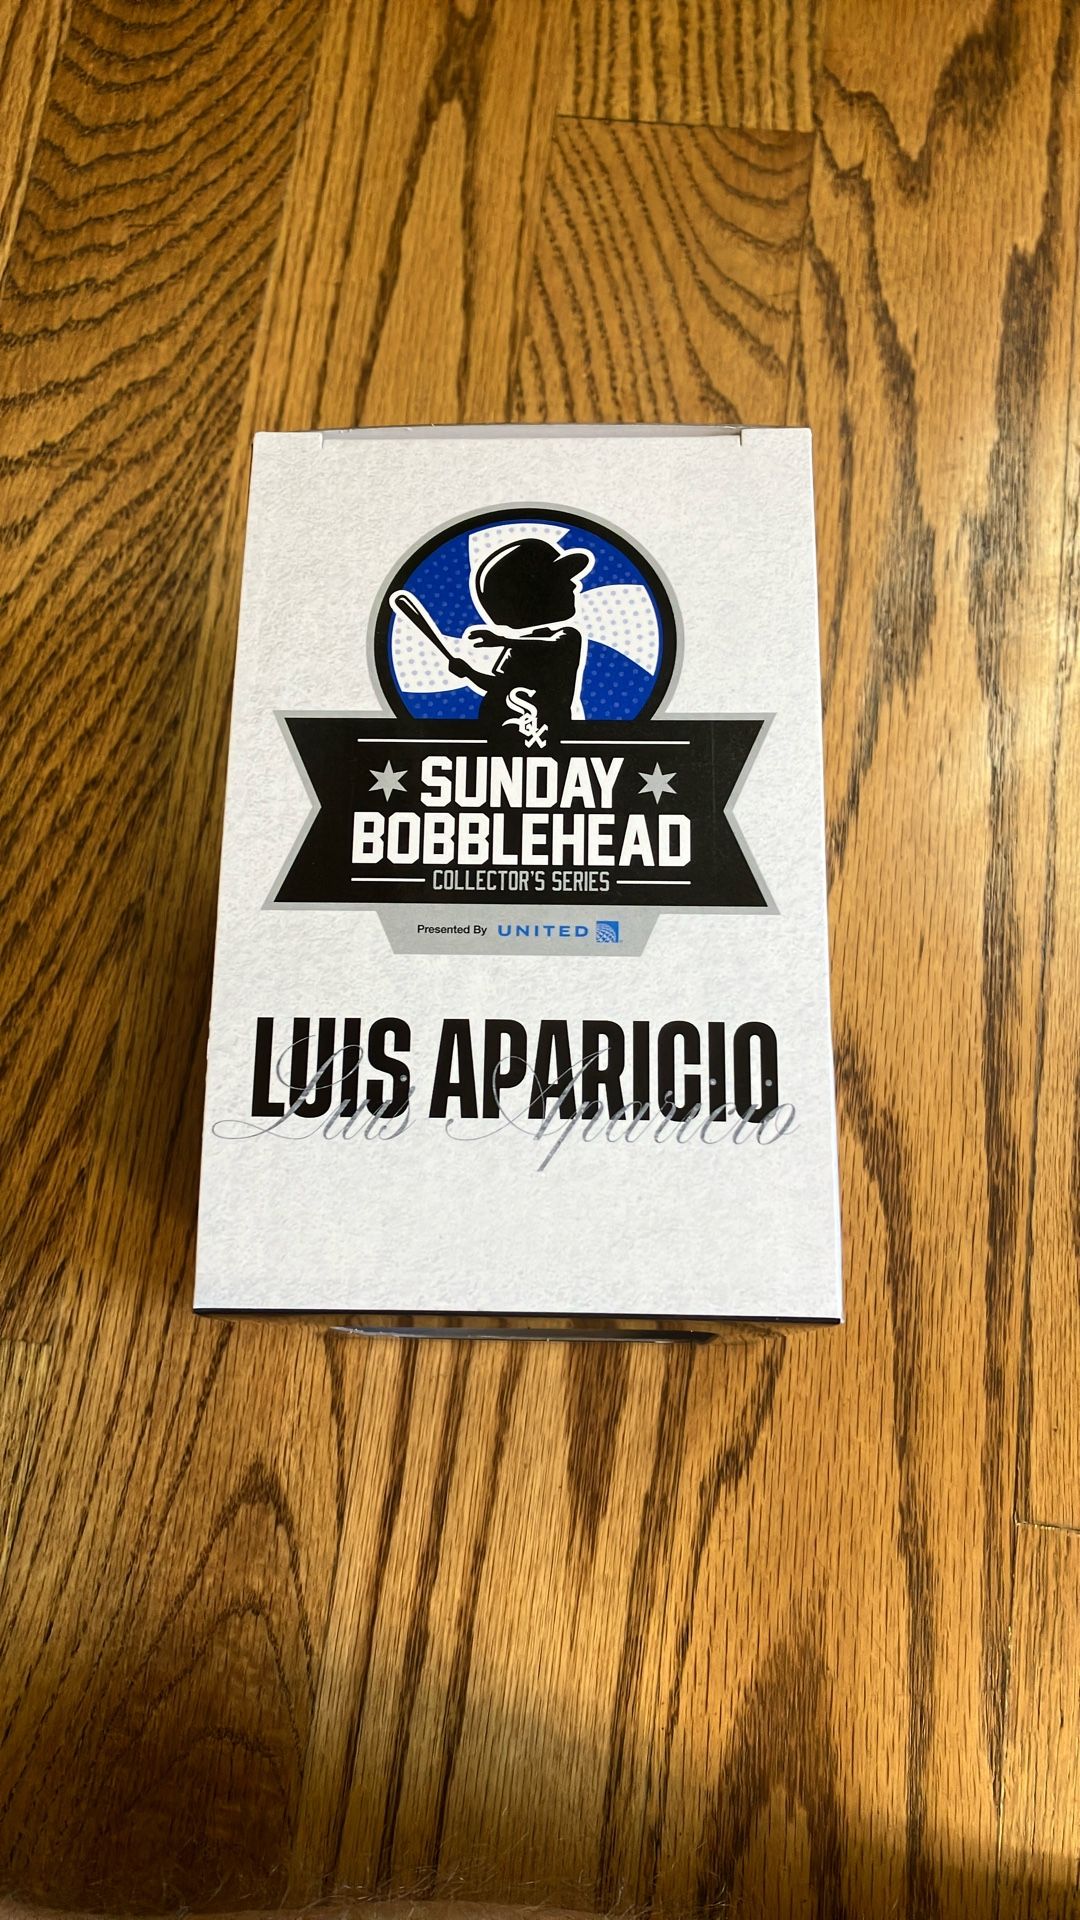 Sox
SUNDAY
BOBBLEHEAD
COLLECTOR'S SERIES
Presented By UNITED
LUIS APARICIO
Luis Aparicio